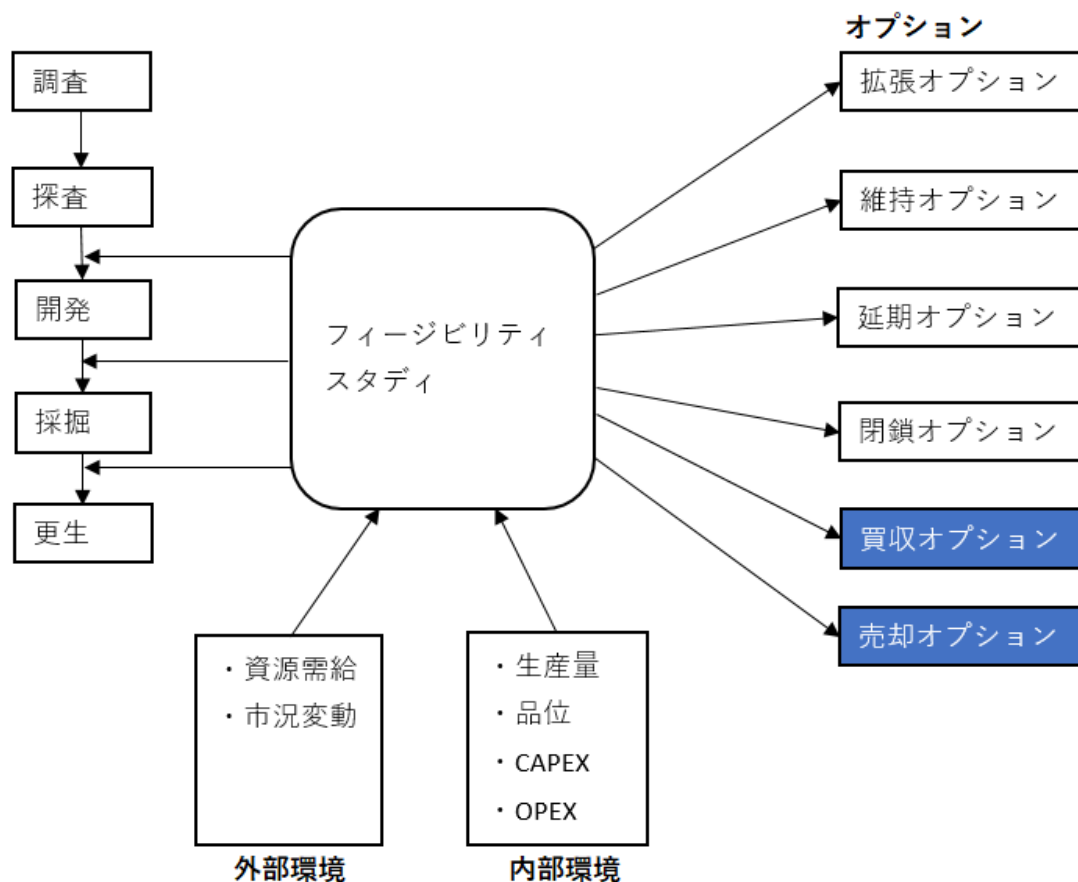 調査
探査
開発
採掘
更生
フィージビリティ
スタディ
オプション
拡張オプション
維持オプション
延期オプション
閉鎖オプション
買収オプション
売却オプション
・資源需給
・市況変動
外部環境
・生産量
・品位
・CAPEX
・OPEX
内部環境